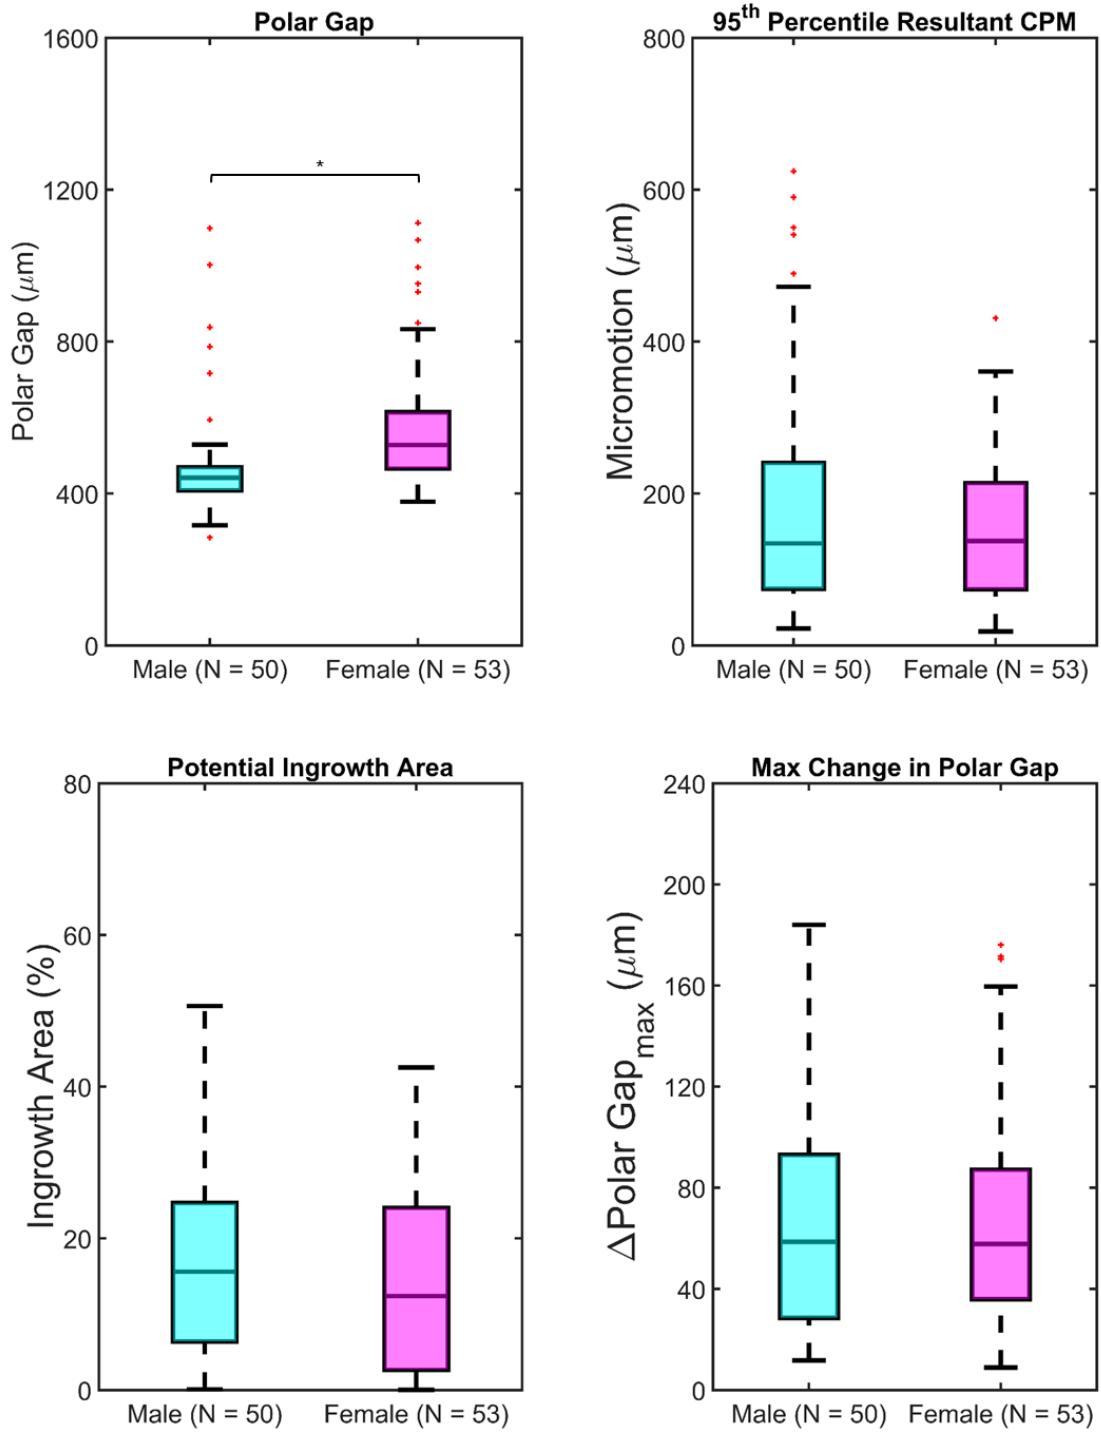 Polar Gap
1600
1200
800
400
0
Polar Gap (μm)
*
Male (N = 50)
Female (N = 53)
95th Percentile Resultant CPM
800
600
400
200
0
Micromotion (μm)
Male (N = 50)
Female (N = 53)
Potential Ingrowth Area
80
60
40
20
0
Ingrowth Area (%)
Male (N = 50)
Female (N = 53)
Max Change in Polar Gap
240
200
160
120
80
40
0
ΔPolar Gapmax (μm)
Male (N = 50)
Female (N = 53)